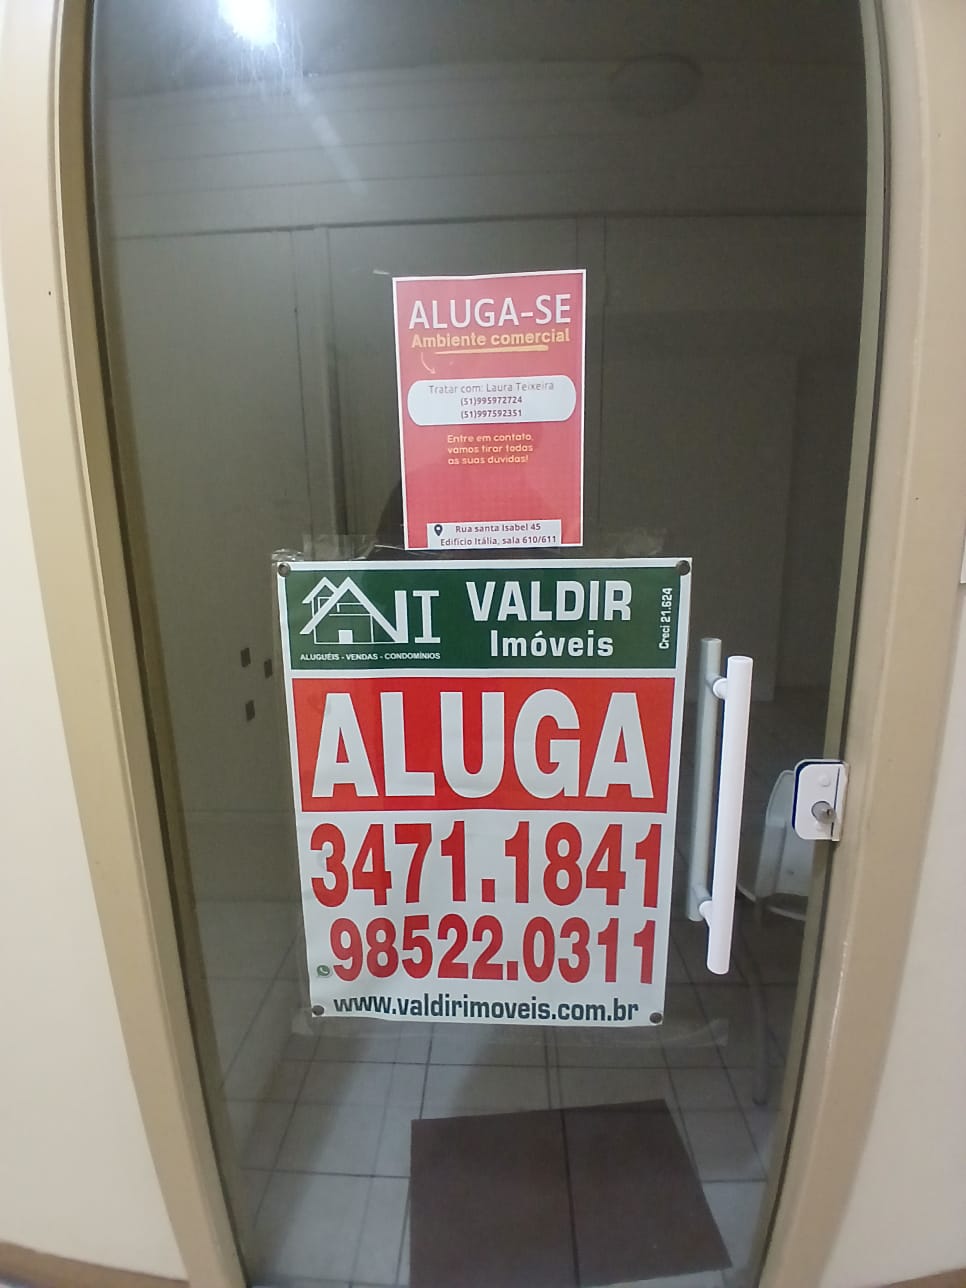 ALUGA-SE
Ambiente comercial
Tratar com: Laura Teixeira
(51)995972724
(51)997592351
Entre em contato,
vamos tirar todas
as suas dúvidas!
Rua santa Isabel 45
Edifício Itália, sala 610/611
VI
ALUGUÉIS - VENDAS - CONDOMÍNIOS
VALDIR
Imóveis
Creci 21.624
ALUGA
3471.1841
98522.0311
www.valdirimoveis.com.br